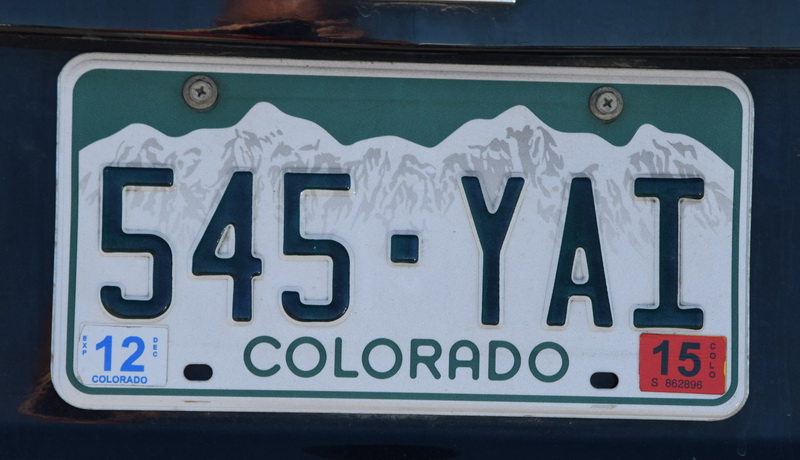 545·YAI
EXP 12 DEC
COLORADO
COLORADO
15 COLO
S 862896